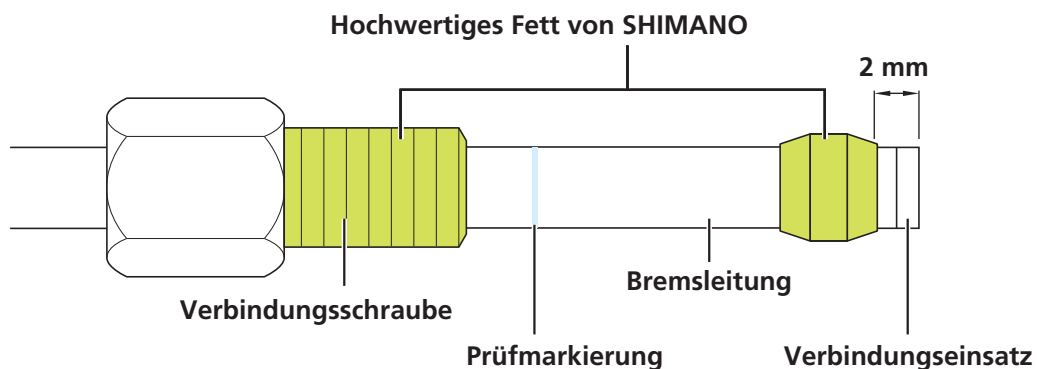 Hochwertiges Fett von SHIMANO
2 mm
Bremsleitung
Verbindungsschraube
Prüfmarkierung
Verbindungseinsatz